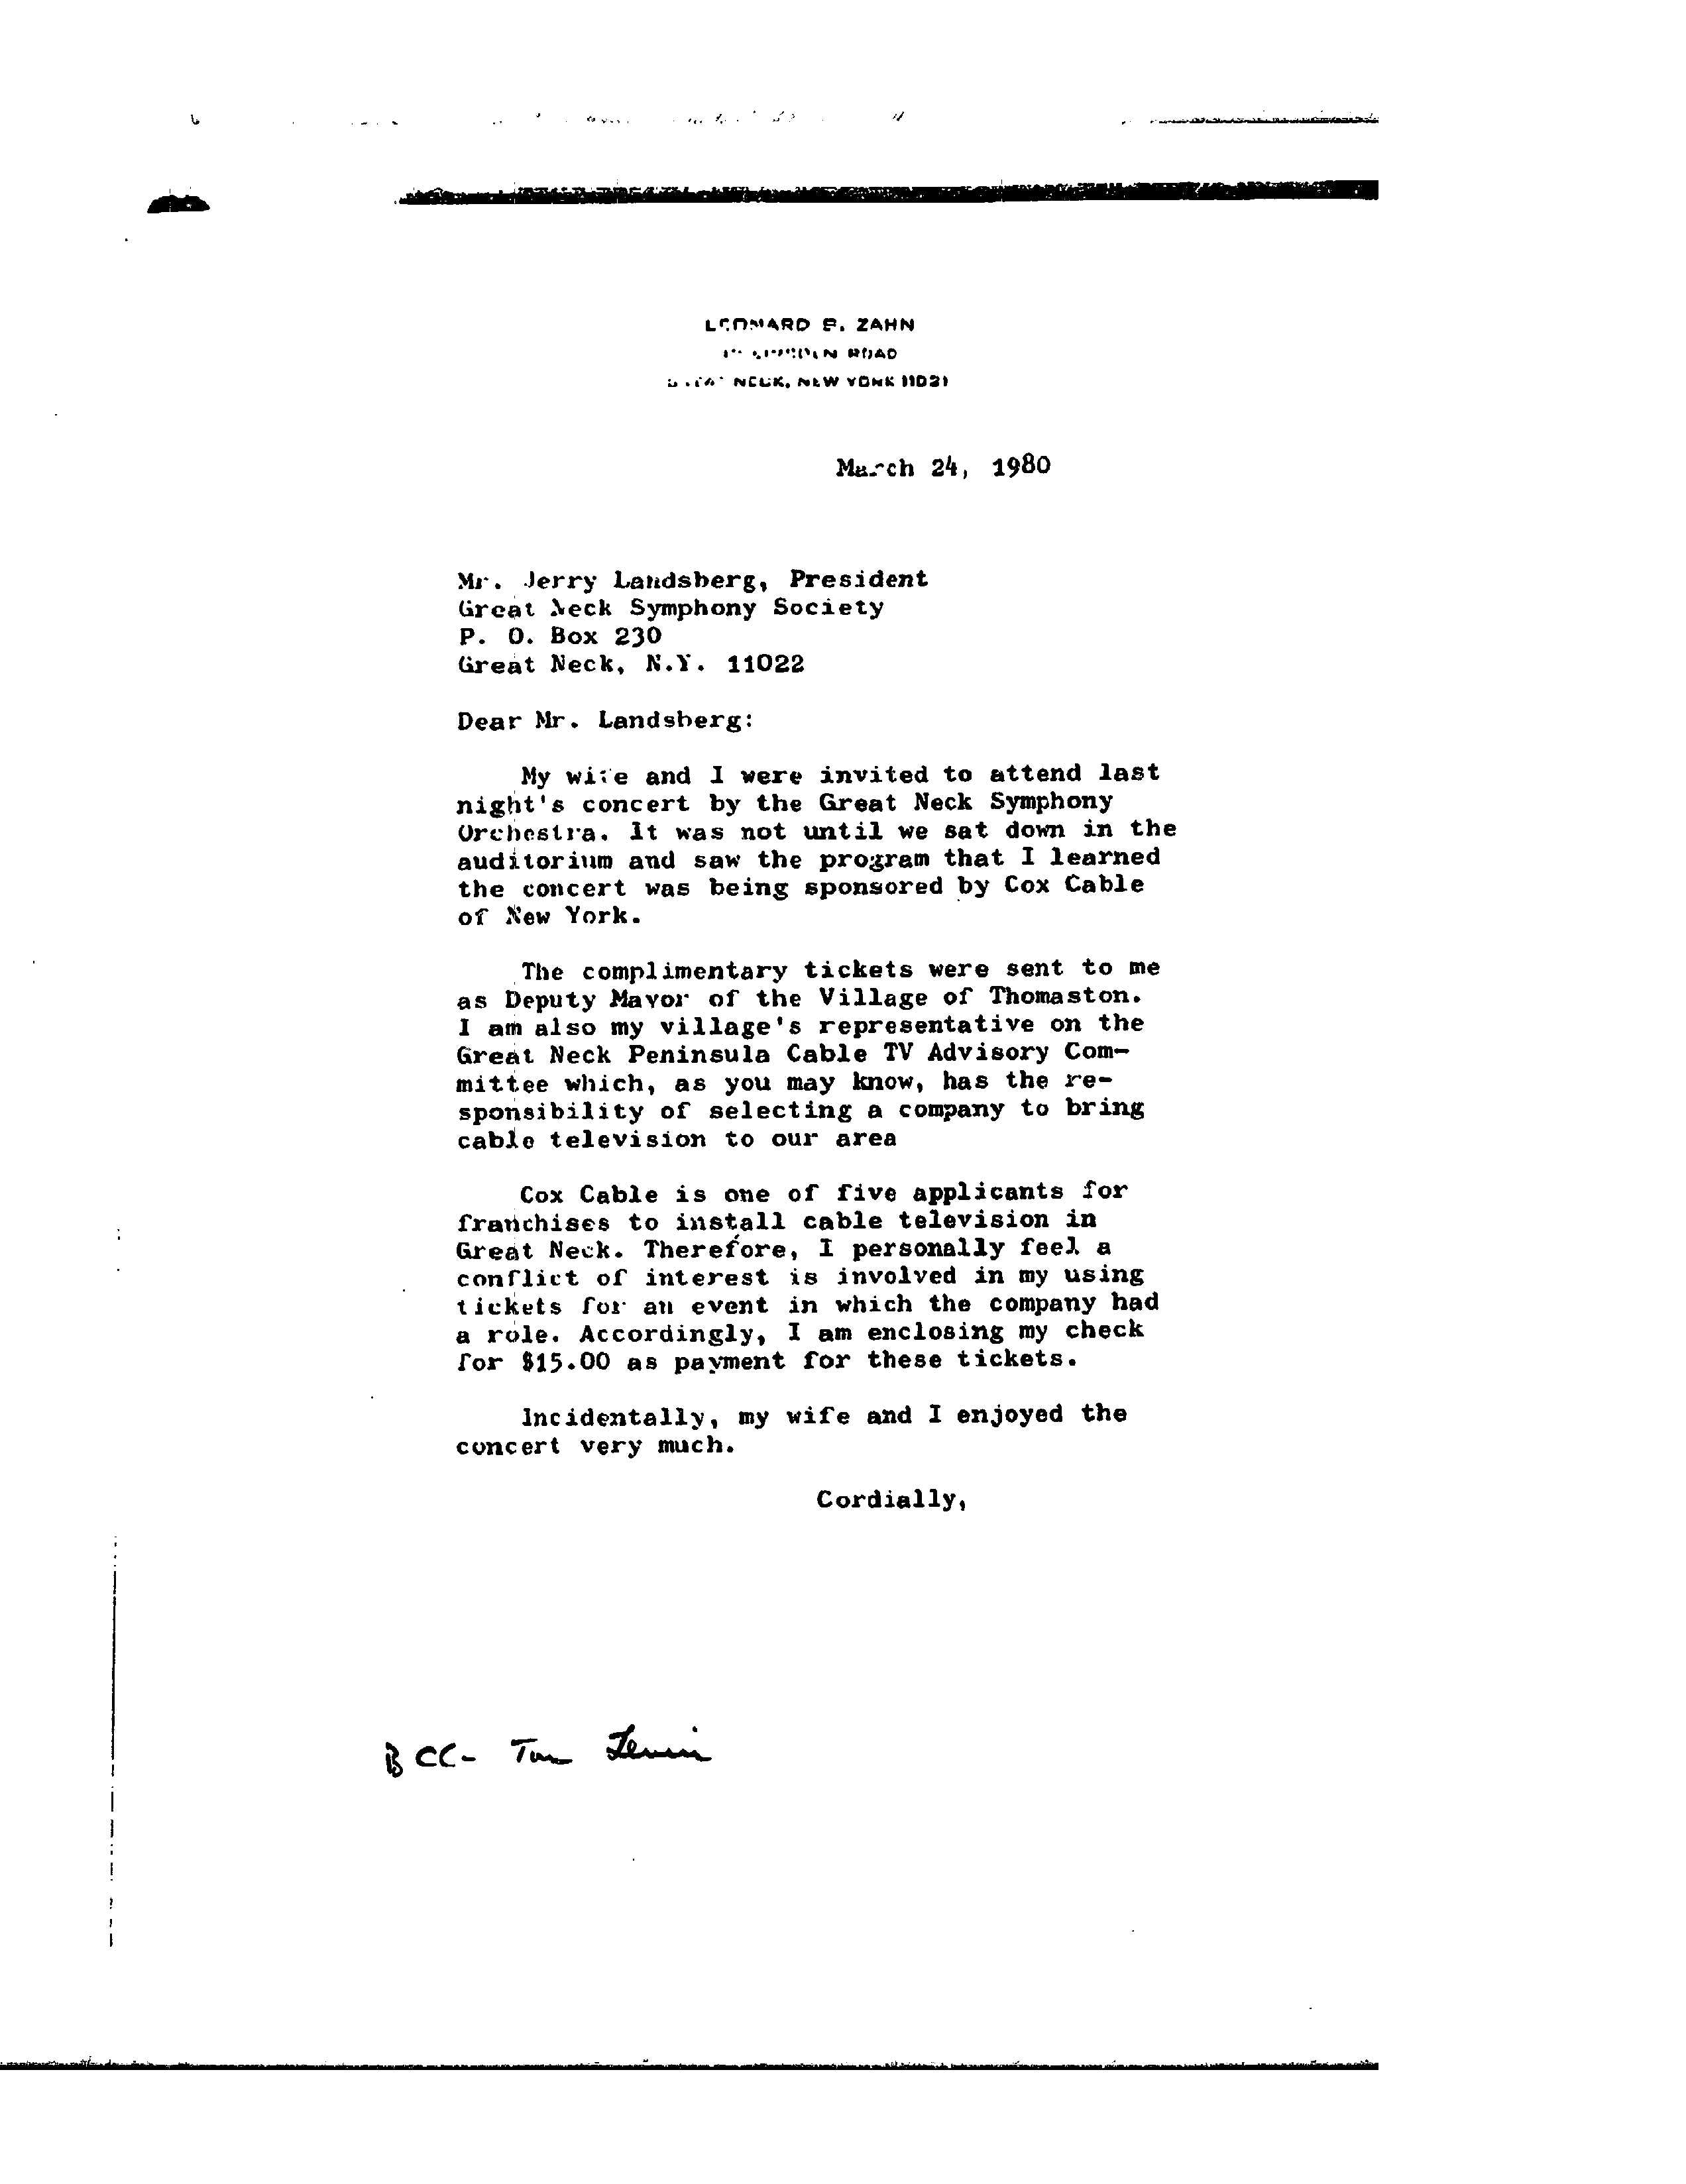 LEONARD B. ZAHN
ROAD
GREAT NECK, NEW YORK 11021
March 24, 1980
Mr. Jerry Landsberg, President
Great Neck Symphony Society
P. O. Box 230
Great Neck, N.Y. 11022
Dear Mr. Landsberg:
My wife and I were invited to attend last
night's concert by the Great Neck Symphony
Orchestra. It was not until we sat down in the
auditorium and saw the program that I learned
the concert was being sponsored by Cox Cable
of New York.
The complimentary tickets were sent to me
as Deputy Mayor of the Village of Thomaston.
I am also my village's representative on the
Great Neck Peninsula Cable TV Advisory Com-
mittee which, as you may know, has the re-
sponsibility of selecting a company to bring
cable television to our area
Cox Cable is one of five applicants for
franchises to install cable television in
Great Neck. Therefore, I personally feel a
conflict of interest is involved in my using
tickets for an event in which the company had
a role. Accordingly, I am enclosing my check
for $15.00 as payment for these tickets.
Incidentally, my wife and I enjoyed the
concert very much.
Cordially,
BCC- Tom